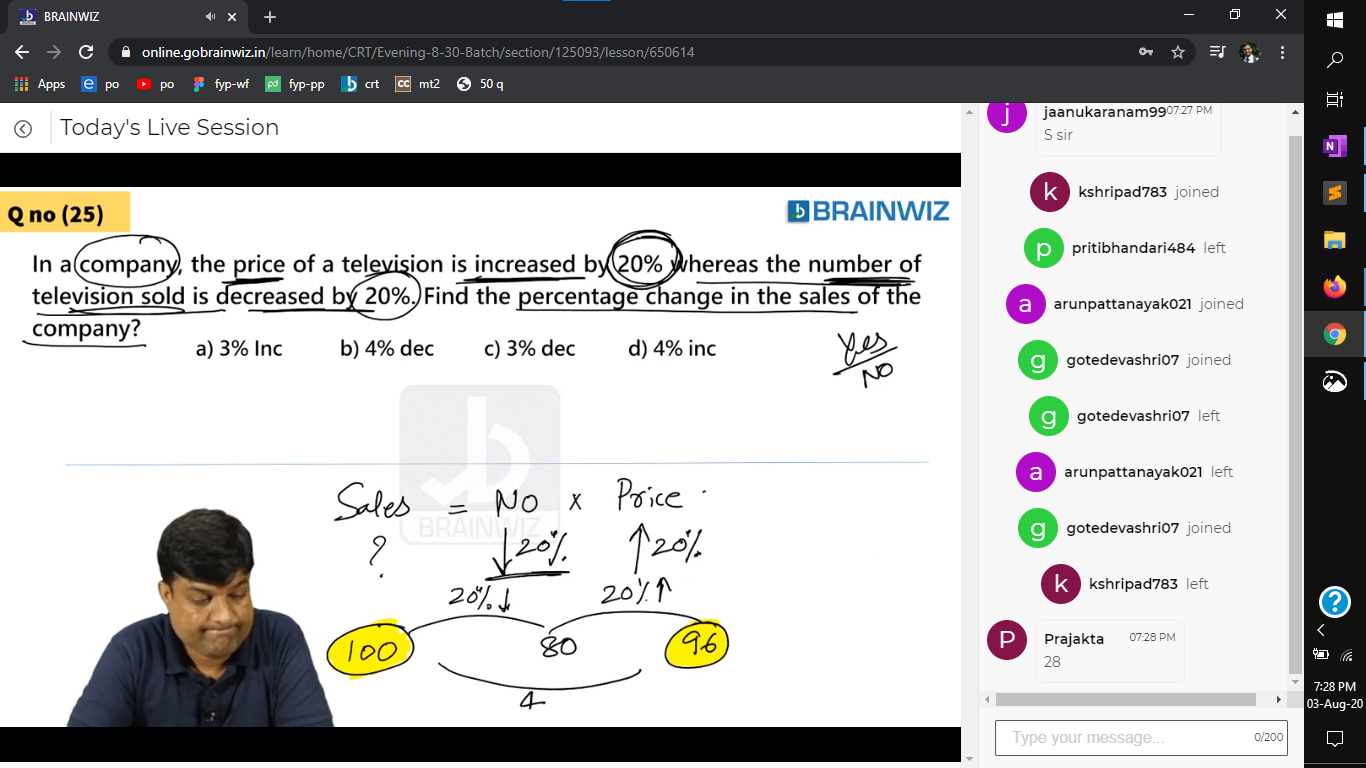 BRAINWIZ
online.gobrainwiz.in/learn/home/CRT/Evening-8-30-Batch/section/125093/lesson/650614
Apps po po fyp-wf fyp-pp crt CC mt2 50 q
Today's Live Session
Q no (25)
BRAINWIZ
In a company, the price of a television is increased by 20% whereas the number of
television sold is decreased by 20%. Find the percentage change in the sales of the
company?
a) 3% Inc b) 4% dec c) 3% dec d) 4% inc
Yes
NO
Sales = No × Price
BRAINWIZ
? ↓20% ↑20%
20%↓ 20%↑
100 80 96
4
j
jaanukaranam99 07:27 PM
S sir
k kshripad783 joined
p pritibhandari484 left
a arunpattanayak021 joined
g gotedevashri07 joined
g gotedevashri07 left
a arunpattanayak021 left
g gotedevashri07 joined
k kshripad783 left
P Prajakta 07:28 PM
28
Type your message... 0/200
N
7:28 PM
03-Aug-20